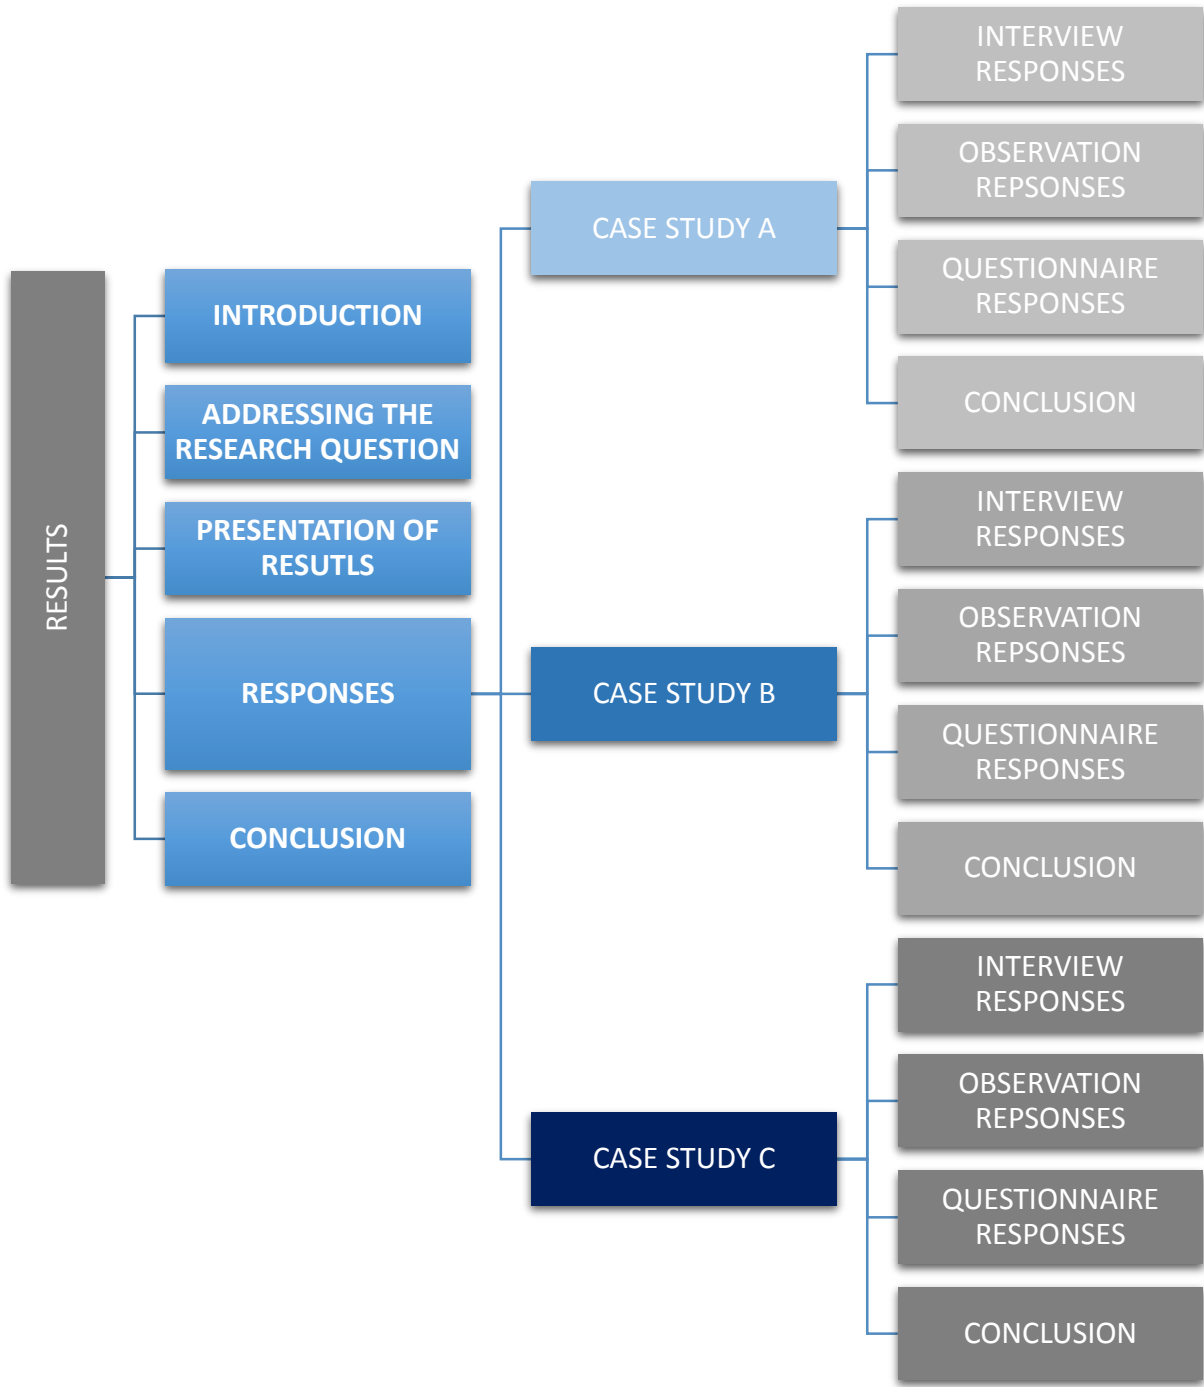 RESULTS
INTRODUCTION
ADDRESSING THE
RESEARCH QUESTION
PRESENTATION OF
RESUTLS
RESPONSES
CONCLUSION
CASE STUDY A
INTERVIEW
RESPONSES
OBSERVATION
REPSONSES
QUESTIONNAIRE
RESPONSES
CONCLUSION
CASE STUDY B
INTERVIEW
RESPONSES
OBSERVATION
REPSONSES
QUESTIONNAIRE
RESPONSES
CONCLUSION
CASE STUDY C
INTERVIEW
RESPONSES
OBSERVATION
REPSONSES
QUESTIONNAIRE
RESPONSES
CONCLUSION